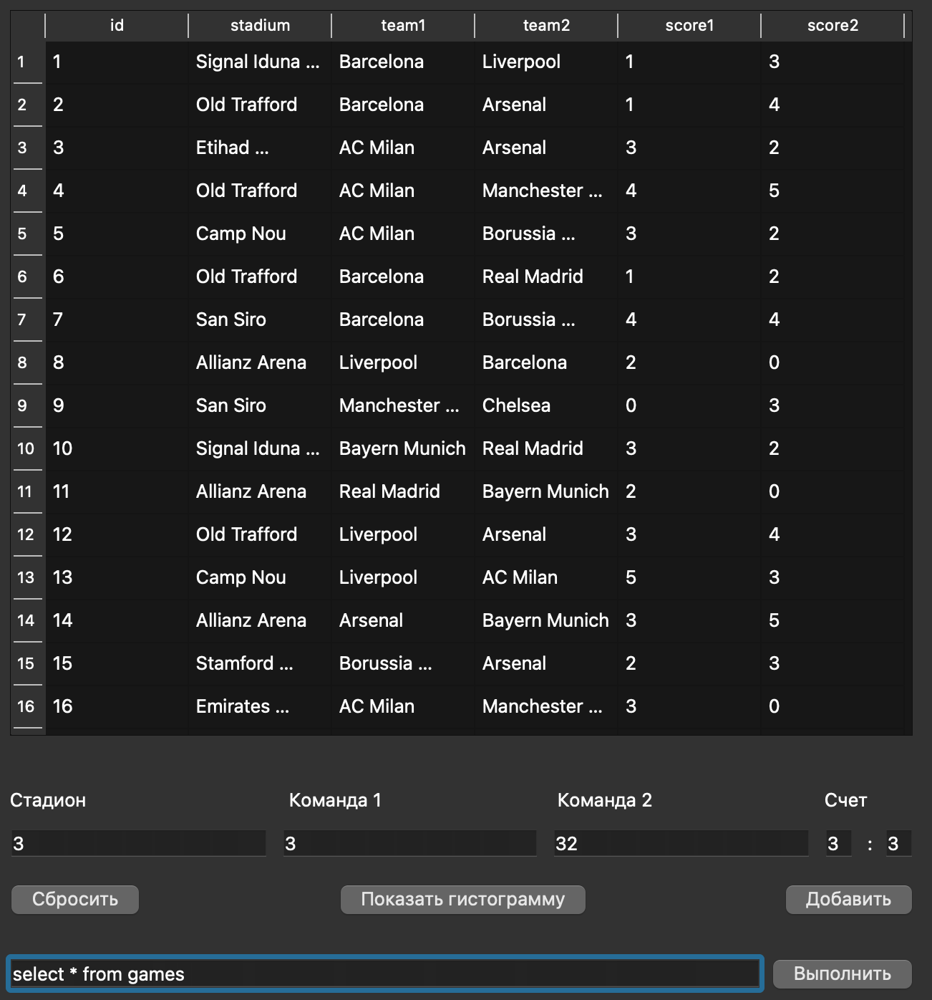 id stadium team1 team2 score1 score2
1 1 Signal Iduna ... Barcelona Liverpool 1 3
2 2 Old Trafford Barcelona Arsenal 1 4
3 3 Etihad ... AC Milan Arsenal 3 2
4 4 Old Trafford AC Milan Manchester ... 4 5
5 5 Camp Nou AC Milan Borussia ... 3 2
6 6 Old Trafford Barcelona Real Madrid 1 2
7 7 San Siro Barcelona Borussia ... 4 4
8 8 Allianz Arena Liverpool Barcelona 2 0
9 9 San Siro Manchester ... Chelsea 0 3
10 10 Signal Iduna ... Bayern Munich Real Madrid 3 2
11 11 Allianz Arena Real Madrid Bayern Munich 2 0
12 12 Old Trafford Liverpool Arsenal 3 4
13 13 Camp Nou Liverpool AC Milan 5 3
14 14 Allianz Arena Arsenal Bayern Munich 3 5
15 15 Stamford ... Borussia ... Arsenal 2 3
16 16 Emirates ... AC Milan Manchester ... 3 0
Стадион Команда 1 Команда 2 Счет
3 3 32 3 : 3
Сбросить Показать гистограмму Добавить
select * from games Выполнить